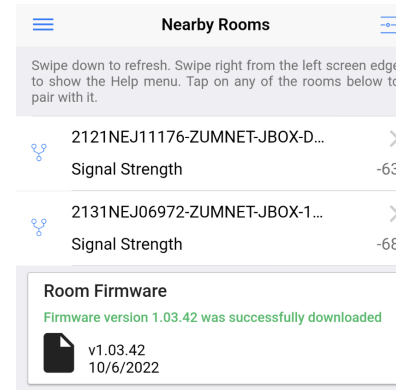 Nearby Rooms
Swipe down to refresh. Swipe right from the left screen edge
to show the Help menu. Tap on any of the rooms below to
pair with it.
2121NEJ11176-ZUMNET-JBOX-D...
Signal Strength
-63
2131NEJ06972-ZUMNET-JBOX-1...
Signal Strength
-68
Room Firmware
Firmware version 1.03.42 was successfully downloaded
v1.03.42
10/6/2022